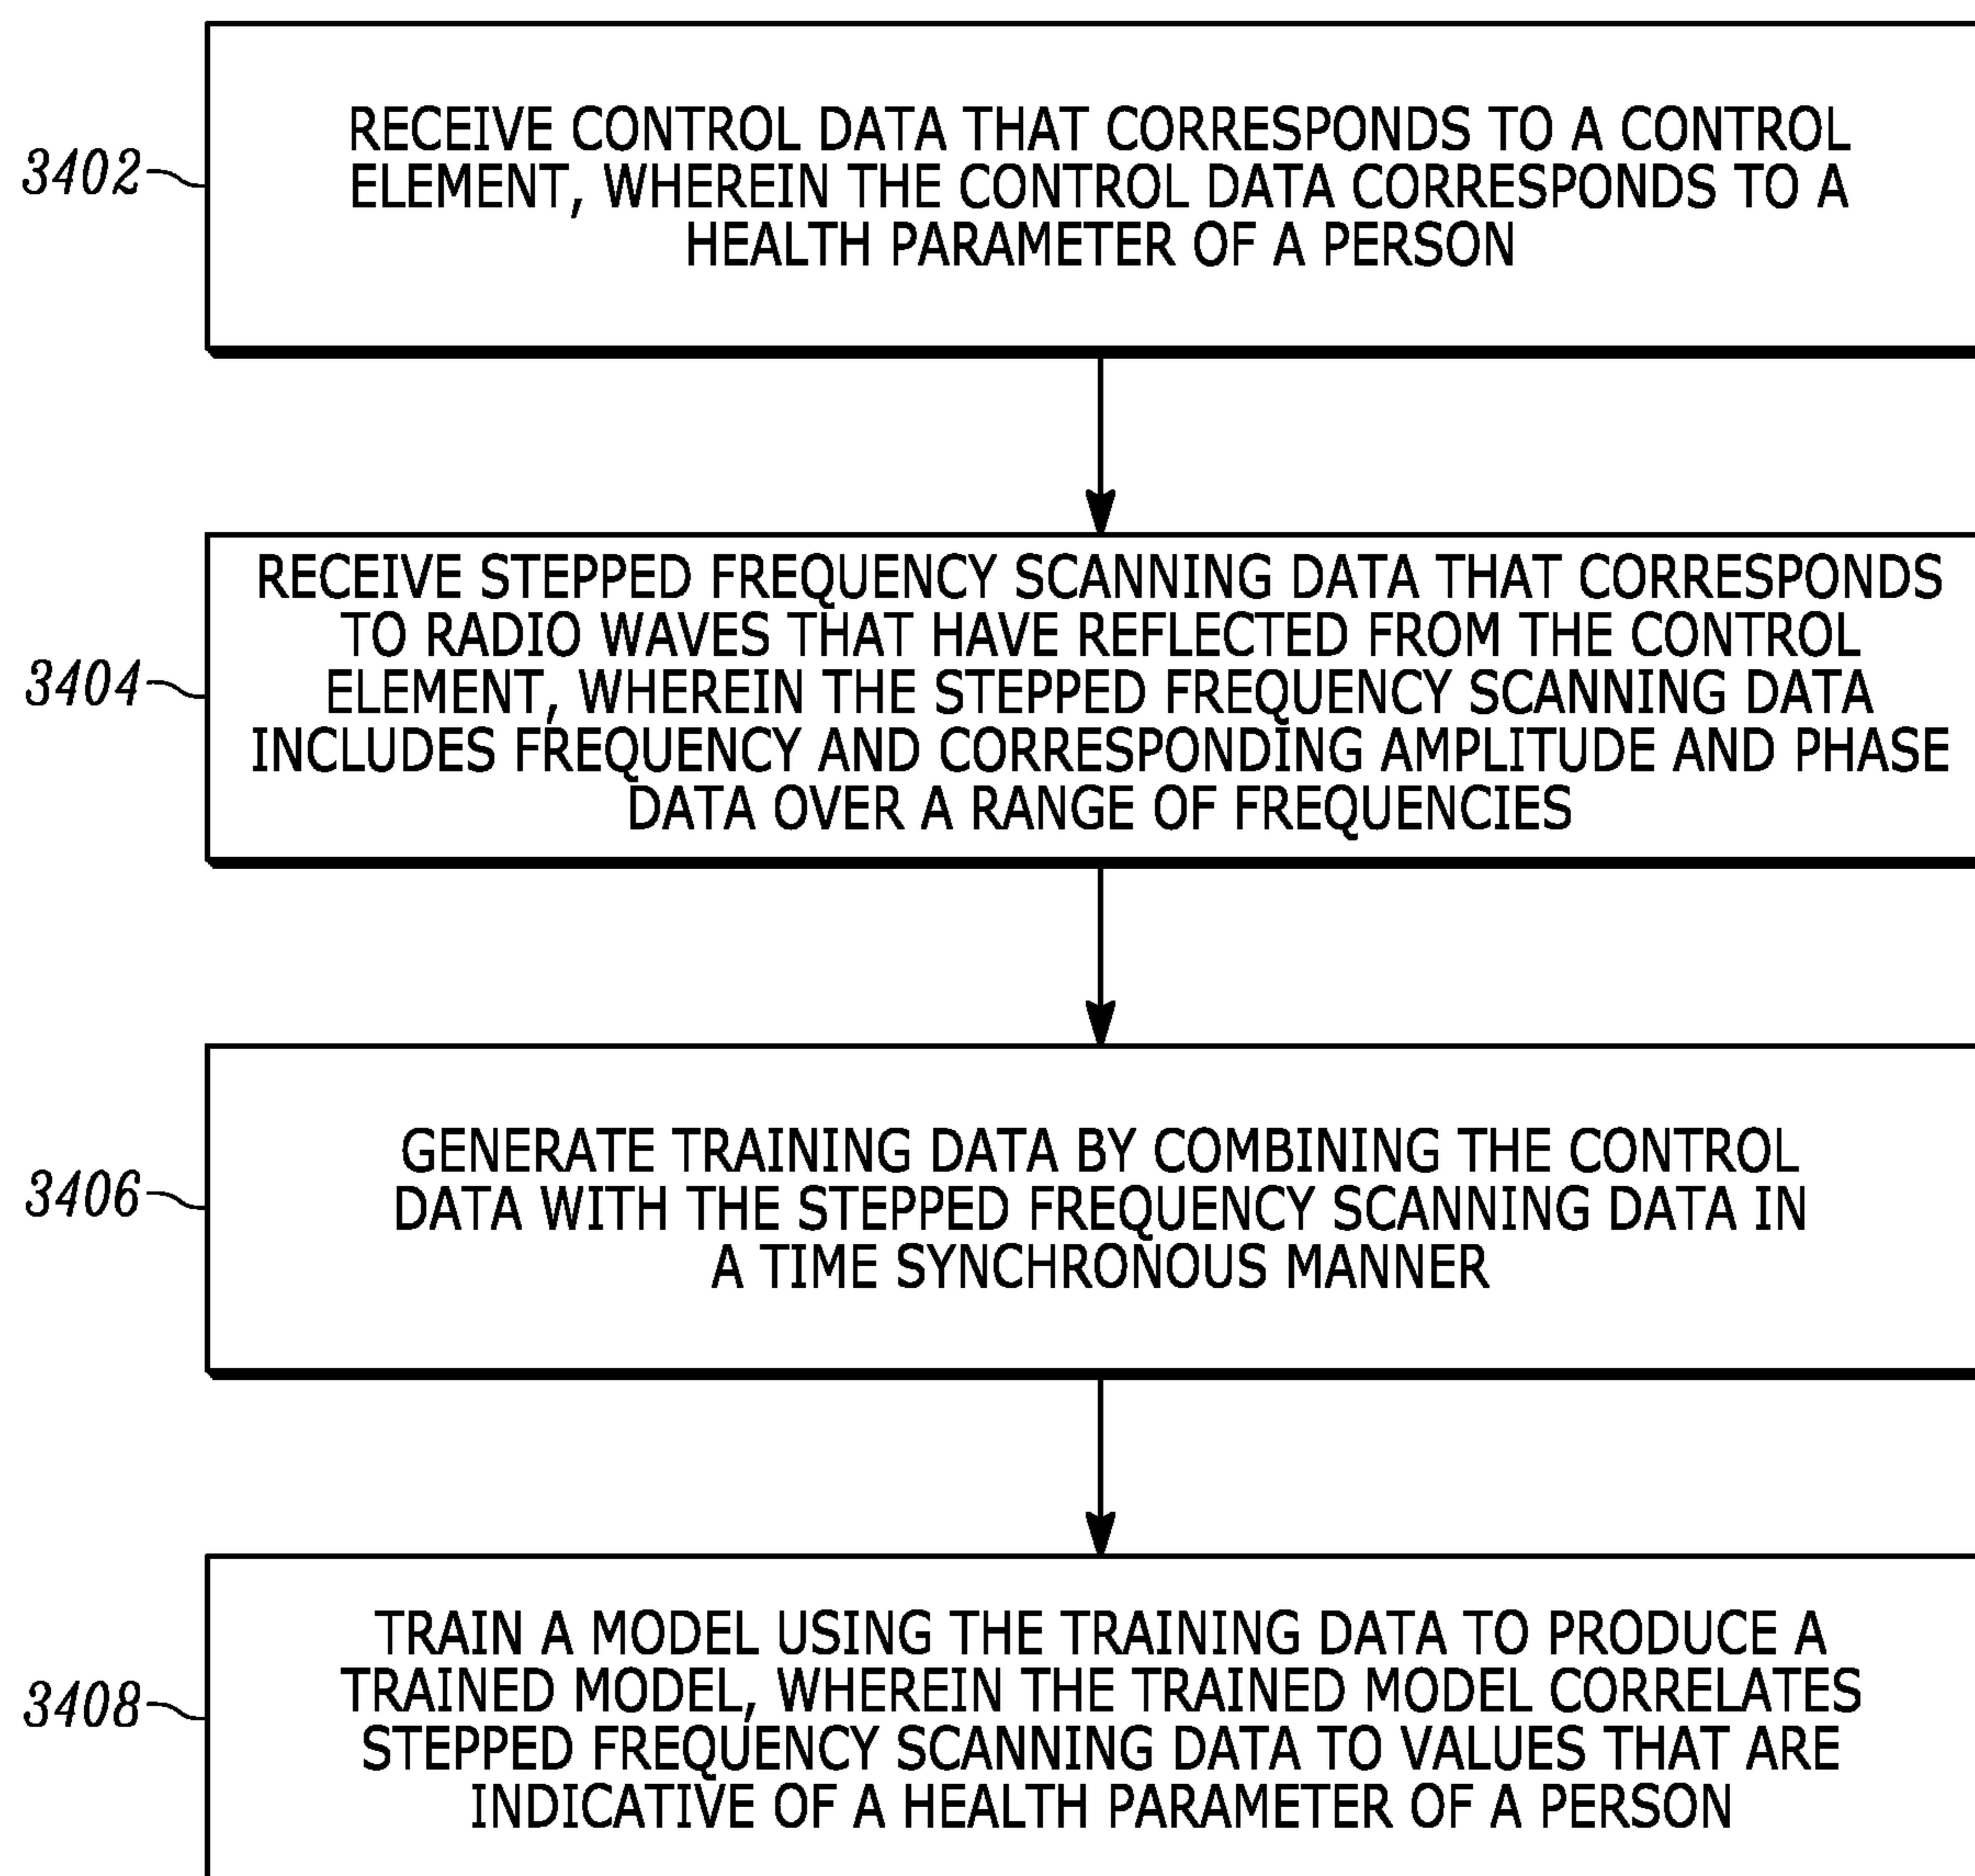 3402
RECEIVE CONTROL DATA THAT CORRESPONDS TO A CONTROL
ELEMENT, WHEREIN THE CONTROL DATA CORRESPONDS TO A
HEALTH PARAMETER OF A PERSON
3404
RECEIVE STEPPED FREQUENCY SCANNING DATA THAT CORRESPONDS
TO RADIO WAVES THAT HAVE REFLECTED FROM THE CONTROL
ELEMENT, WHEREIN THE STEPPED FREQUENCY SCANNING DATA
INCLUDES FREQUENCY AND CORRESPONDING AMPLITUDE AND PHASE
DATA OVER A RANGE OF FREQUENCIES
3406
GENERATE TRAINING DATA BY COMBINING THE CONTROL
DATA WITH THE STEPPED FREQUENCY SCANNING DATA IN
A TIME SYNCHRONOUS MANNER
3408
TRAIN A MODEL USING THE TRAINING DATA TO PRODUCE A
TRAINED MODEL, WHEREIN THE TRAINED MODEL CORRELATES
STEPPED FREQUENCY SCANNING DATA TO VALUES THAT ARE
INDICATIVE OF A HEALTH PARAMETER OF A PERSON